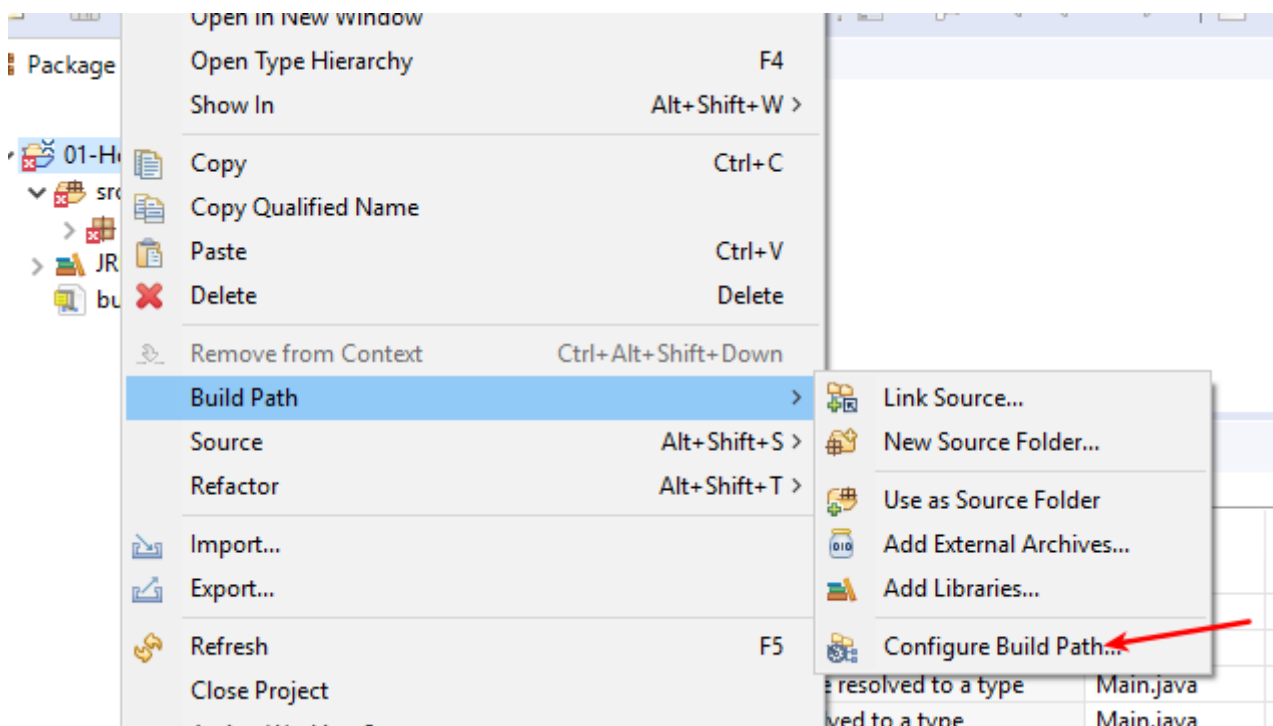 Open in New Window
Package
Open Type Hierarchy F4
Show In Alt+Shift+W >
01-H
Copy Ctrl+C
src
Copy Qualified Name
Paste Ctrl+V
JR
Delete Delete
Remove from Context Ctrl+Alt+Shift+Down
Build Path >
Source Alt+Shift+S >
Refactor Alt+Shift+T >
Import...
Export...
Refresh F5
Close Project
Link Source...
New Source Folder...
Use as Source Folder
010
Add External Archives...
Add Libraries...
Configure Build Path...
resolved to a type Main.java
ved to a type Main.java